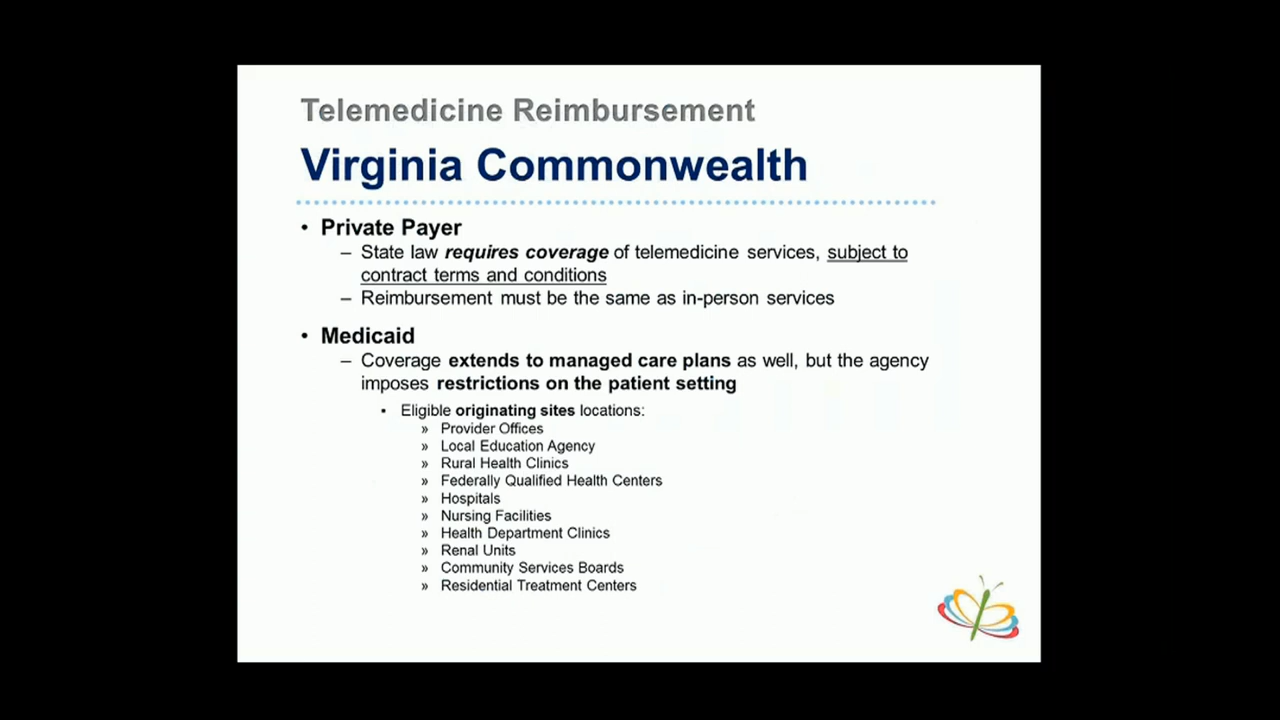 Telemedicine Reimbursement
Virginia Commonwealth
• Private Payer
– State law requires coverage of telemedicine services, subject to
contract terms and conditions
– Reimbursement must be the same as in-person services
• Medicaid
– Coverage extends to managed care plans as well, but the agency
imposes restrictions on the patient setting
• Eligible originating sites locations:
» Provider Offices
» Local Education Agency
» Rural Health Clinics
» Federally Qualified Health Centers
» Hospitals
» Nursing Facilities
» Health Department Clinics
» Renal Units
» Community Services Boards
» Residential Treatment Centers